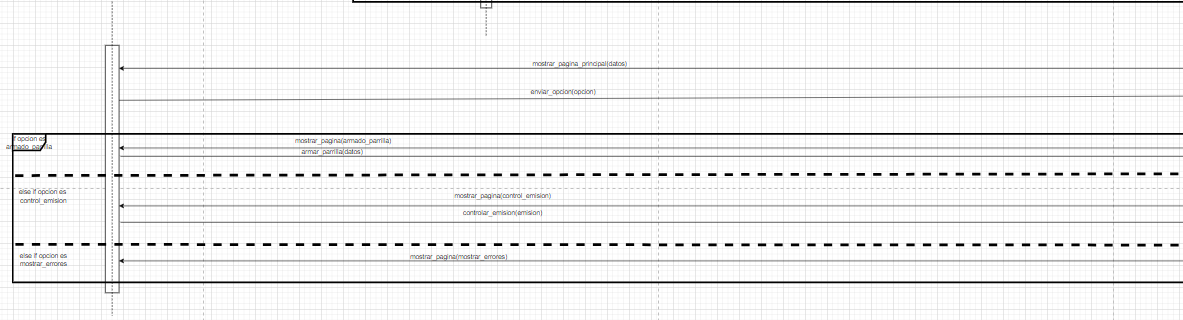 mostrar_pagina_principal(datos)
enviar_opcion(opcion)
if opcion es
armado_parrilla
mostrar_pagina(armado_parrilla)
armar_parrilla(datos)
else if opcion es
control_emision
mostrar_pagina(control_emision)
controlar_emision(emision)
else if opcion es
mostrar_errores
mostrar_pagina(mostrar_errores)